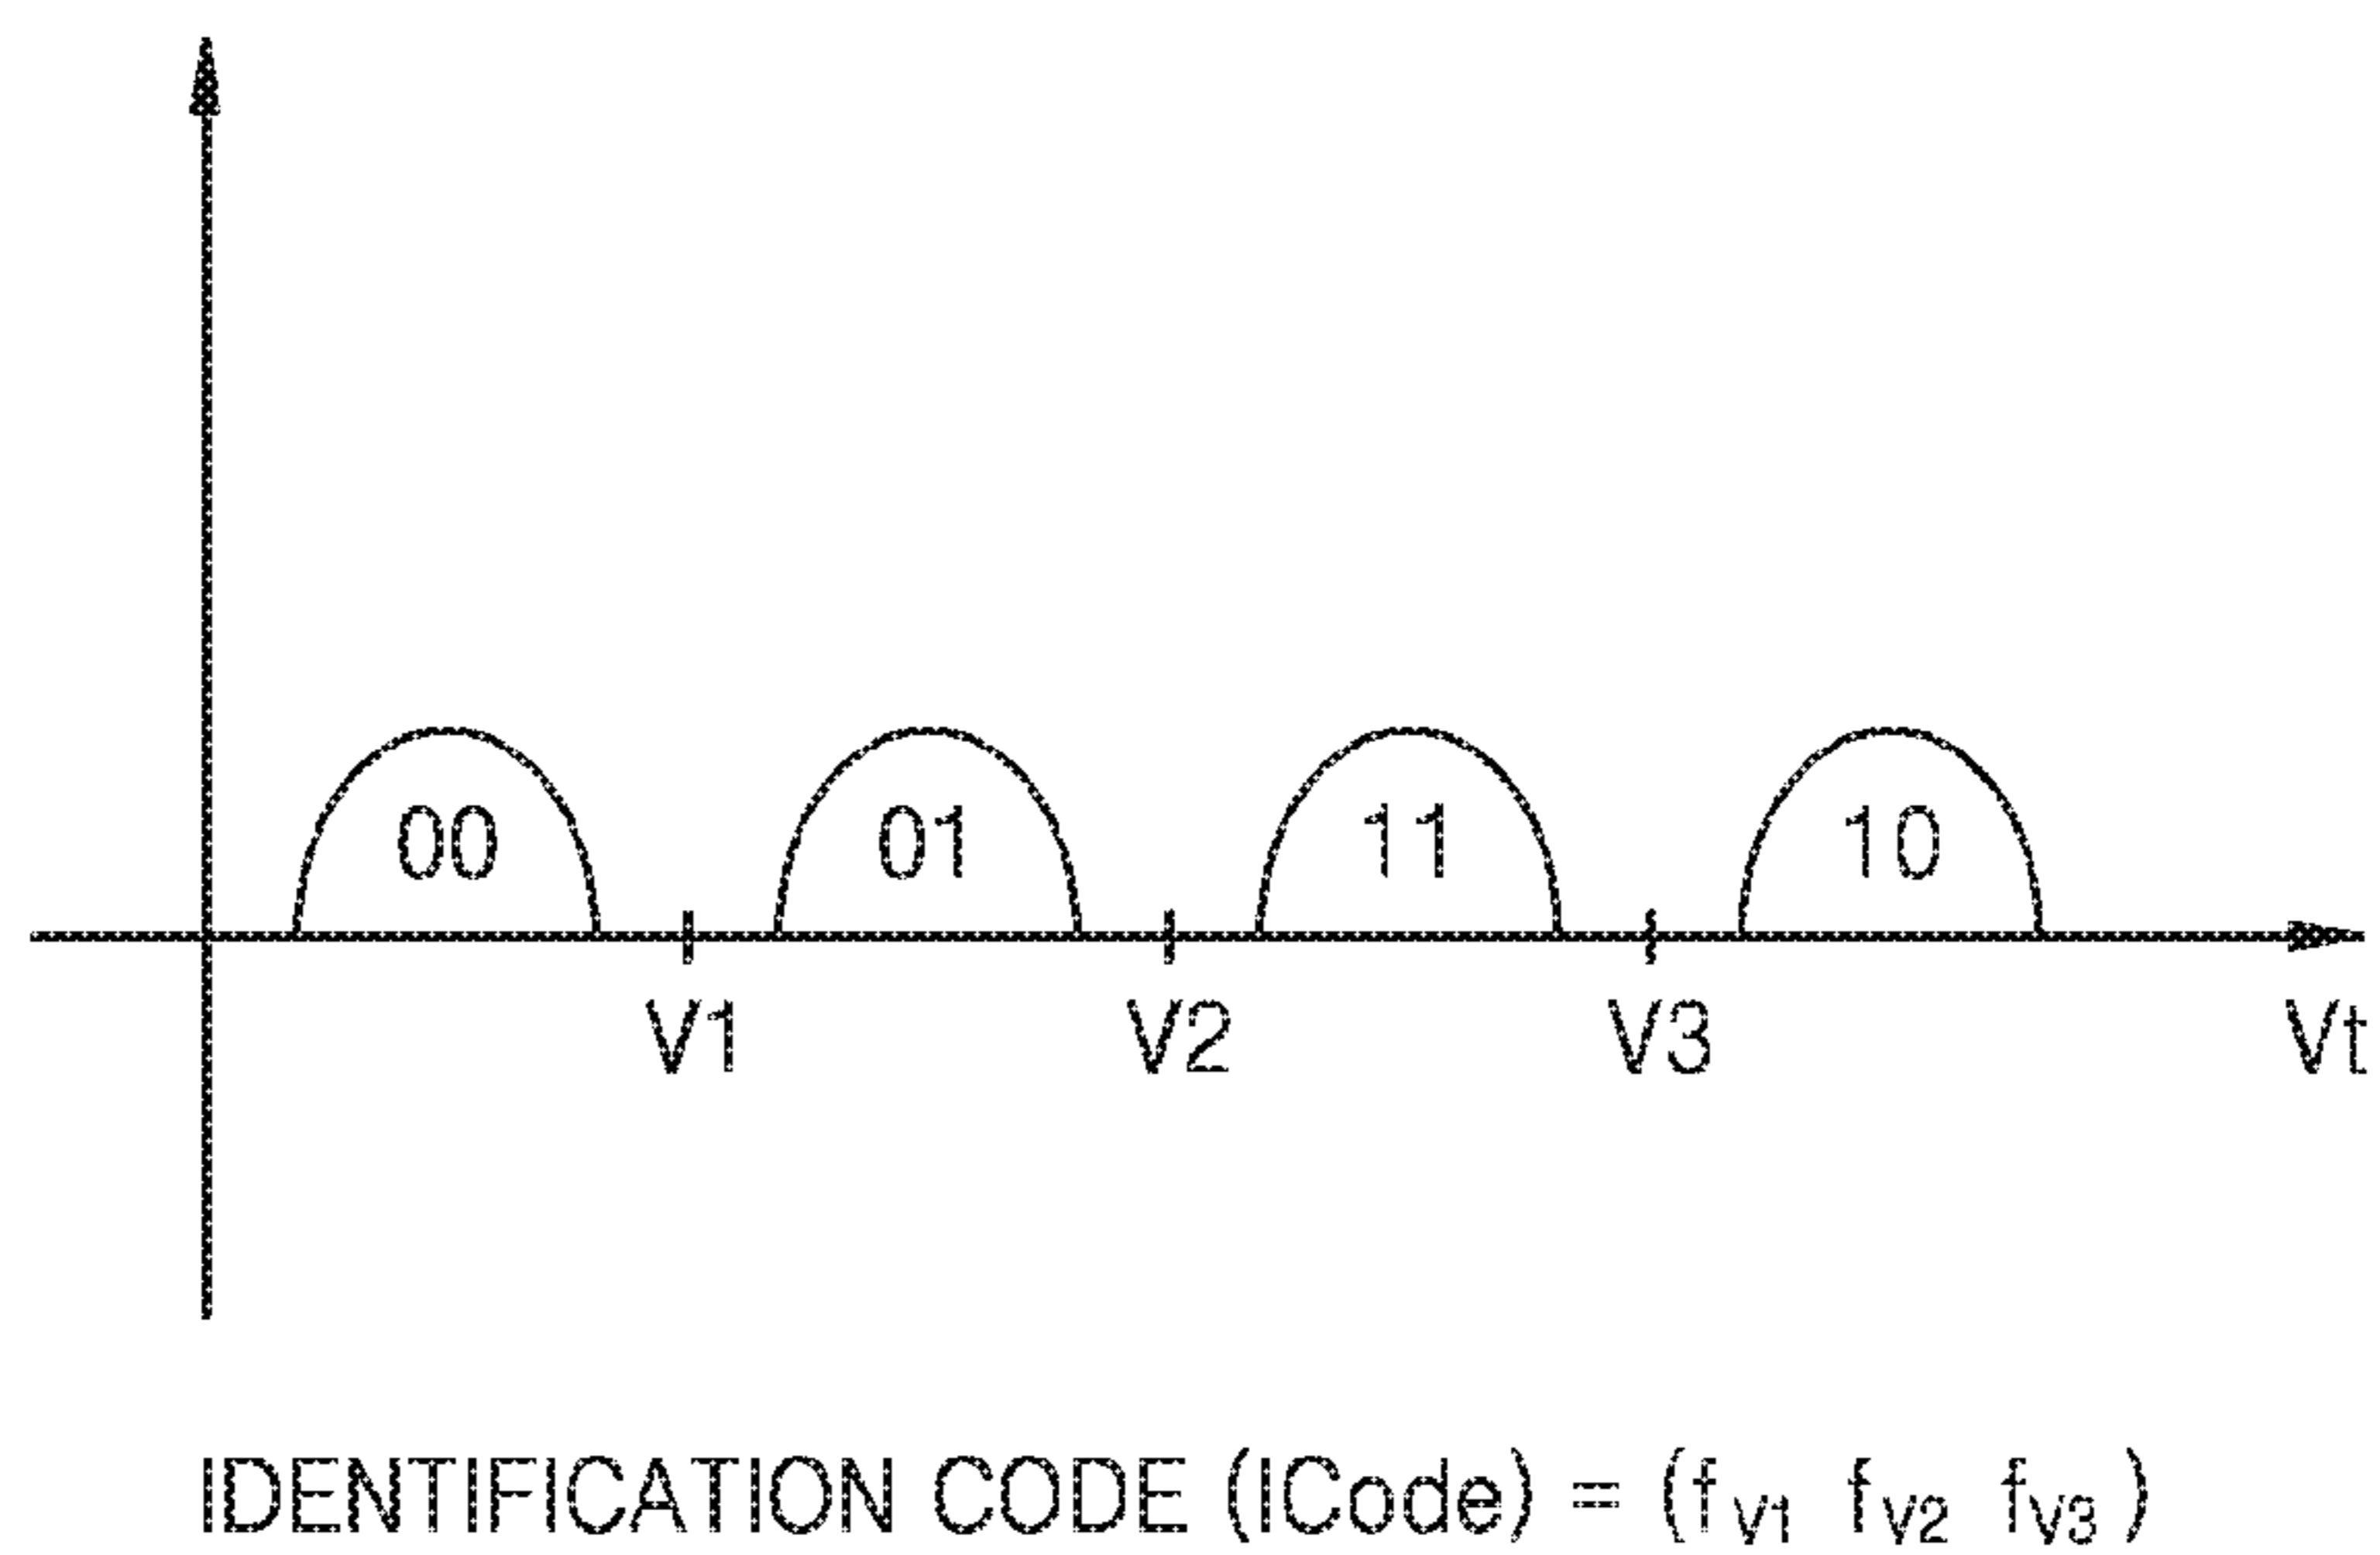 00 01 11 10
V1 V2 V3 Vt
IDENTIFICATION CODE (ICode) = (fV1 fV2 fV3)